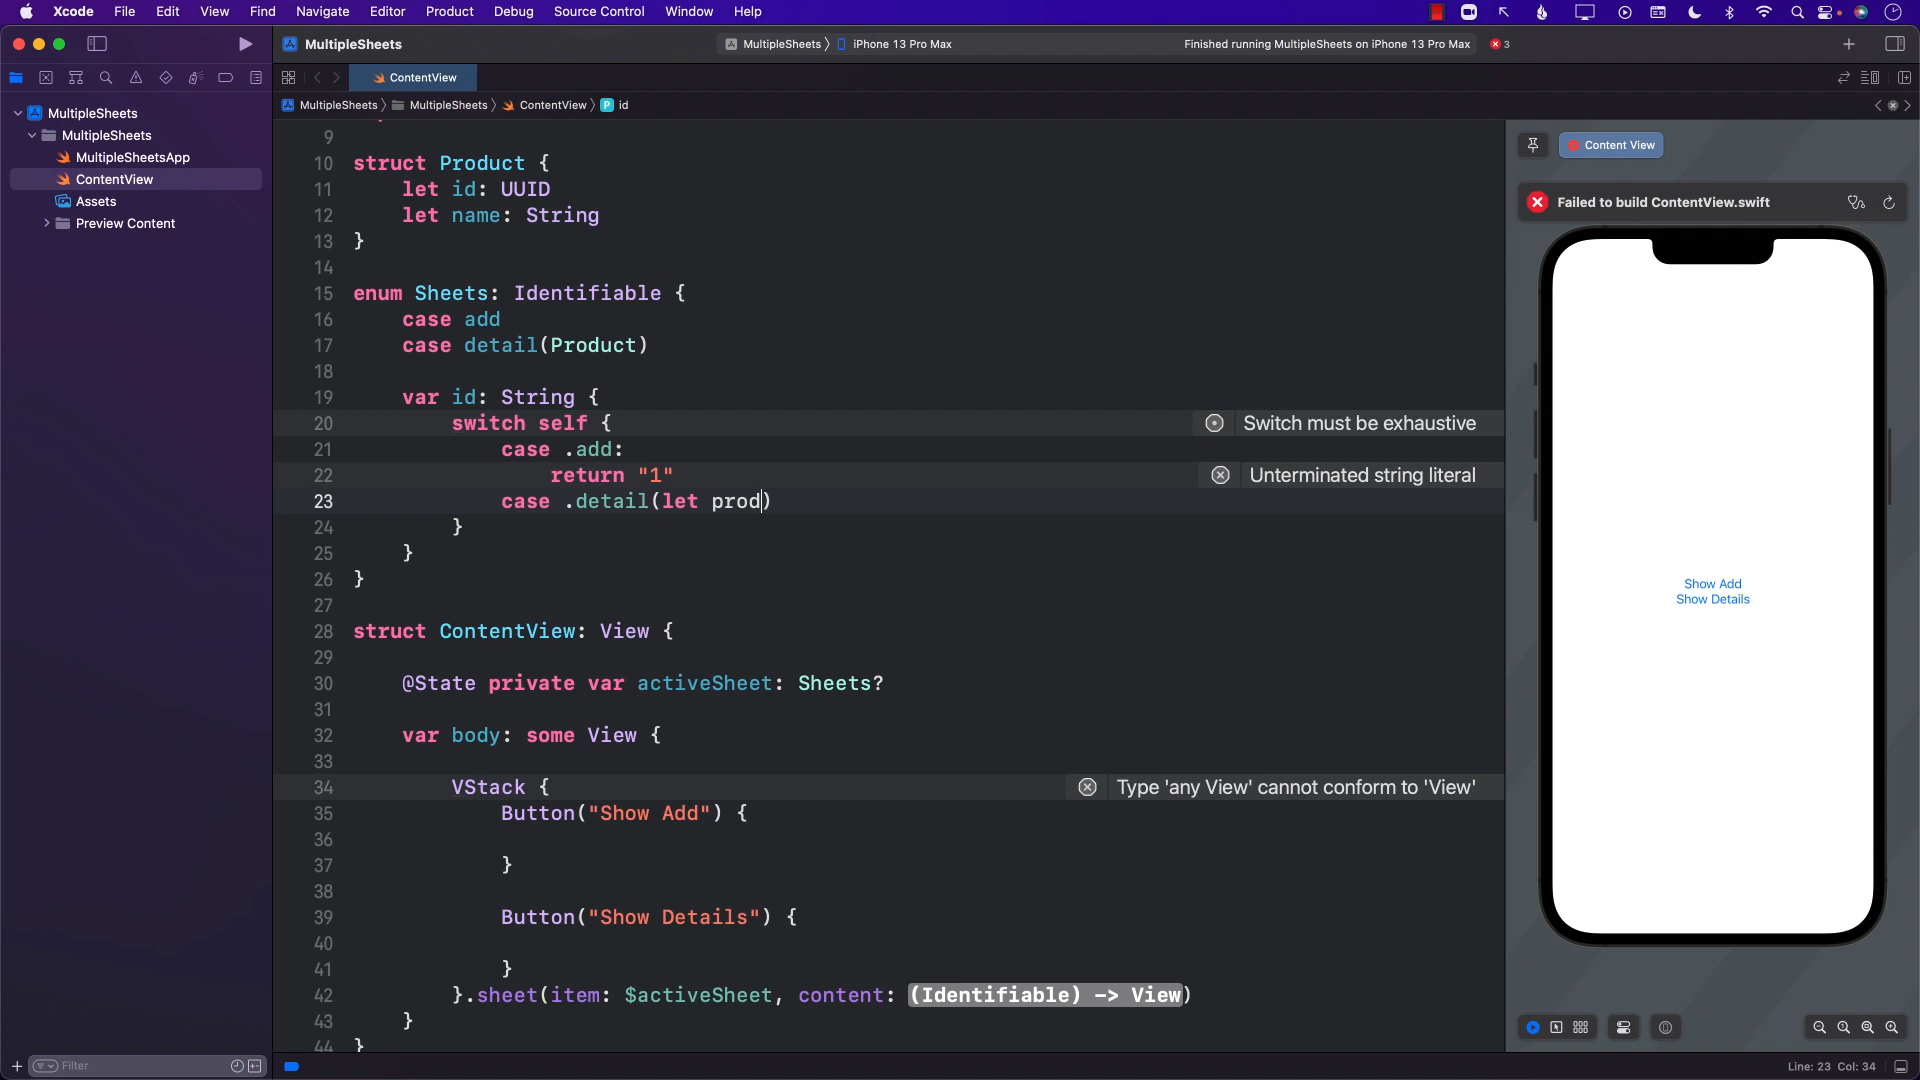 Xcode File Edit View Find Navigate Editor Product Debug Source Control Window Help
MultipleSheets
MultipleSheets iPhone 13 Pro Max Finished running MultipleSheets on iPhone 13 Pro Max 3
ContentView
MultipleSheets MultipleSheets ContentView P id
MultipleSheets
MultipleSheets
MultipleSheetsApp
ContentView
Assets
Preview Content
9
10 struct Product {
11 let id: UUID
12 let name: String
13 }
14
15 enum Sheets: Identifiable {
16 case add
17 case detail(Product)
18
19 var id: String {
20 switch self { Switch must be exhaustive
21 case .add:
22 return "1" Unterminated string literal
23 case .detail(let prod)
24 }
25 }
26 }
27
28 struct ContentView: View {
29
30 @State private var activeSheet: Sheets?
31
32 var body: some View {
33
34 VStack { Type 'any View' cannot conform to 'View'
35 Button("Show Add") {
36
37 }
38
39 Button("Show Details") {
40
41 }
42 }.sheet(item: $activeSheet, content: (Identifiable) -> View)
43 }
44 }
Content View
Failed to build ContentView.swift
Show Add
Show Details
Filter
Line: 23 Col: 34